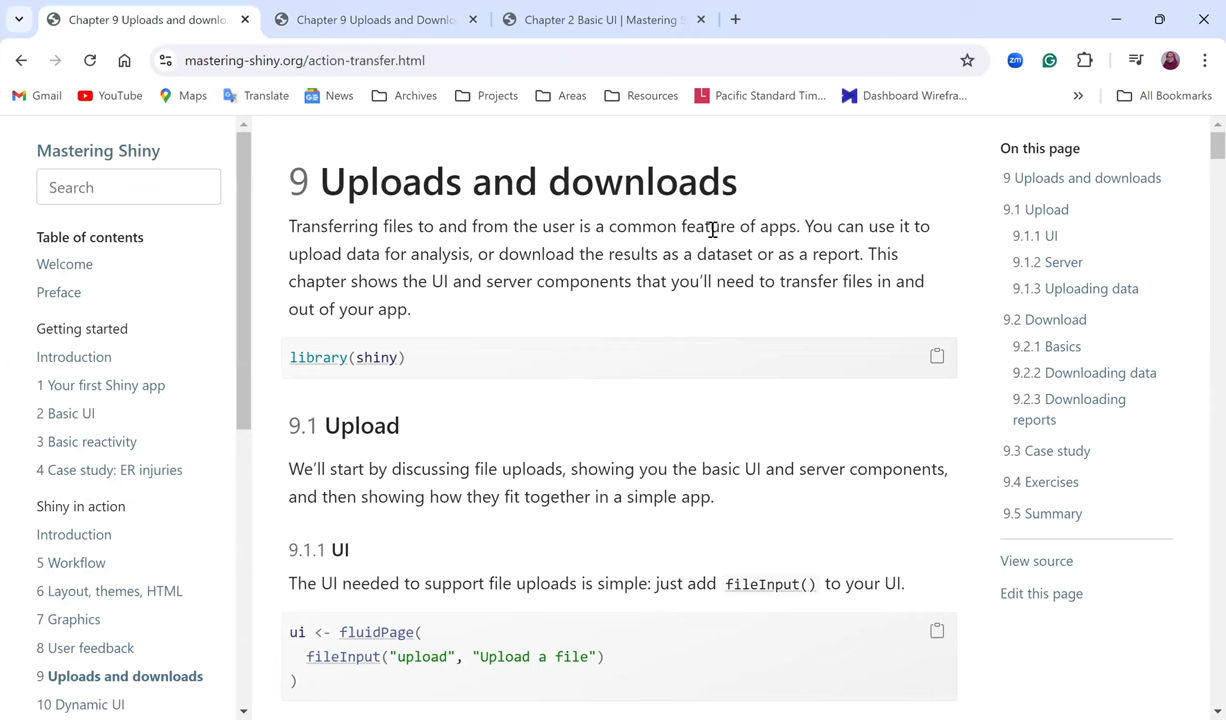 Chapter 9 Uploads and downlo
Chapter 9 Uploads and Downlo
Chapter 2 Basic UI | Mastering S
mastering-shiny.org/action-transfer.html
zm
Gmail
YouTube
Maps
Translate
News
Archives
Projects
Areas
Resources
Pacific Standard Tim...
Dashboard Wirefra...
All Bookmarks
Mastering Shiny
Search
Table of contents
Welcome
Preface
Getting started
Introduction
1 Your first Shiny app
2 Basic UI
3 Basic reactivity
4 Case study: ER injuries
Shiny in action
Introduction
5 Workflow
6 Layout, themes, HTML
7 Graphics
8 User feedback
9 Uploads and downloads
10 Dynamic UI
9 Uploads and downloads
Transferring files to and from the user is a common feature of apps. You can use it to
upload data for analysis, or download the results as a dataset or as a report. This
chapter shows the UI and server components that you’ll need to transfer files in and
out of your app.
library(shiny)
9.1 Upload
We’ll start by discussing file uploads, showing you the basic UI and server components,
and then showing how they fit together in a simple app.
9.1.1 UI
The UI needed to support file uploads is simple: just add fileInput() to your UI.
ui <- fluidPage(
fileInput("upload", "Upload a file")
)
On this page
9 Uploads and downloads
9.1 Upload
9.1.1 UI
9.1.2 Server
9.1.3 Uploading data
9.2 Download
9.2.1 Basics
9.2.2 Downloading data
9.2.3 Downloading
reports
9.3 Case study
9.4 Exercises
9.5 Summary
View source
Edit this page